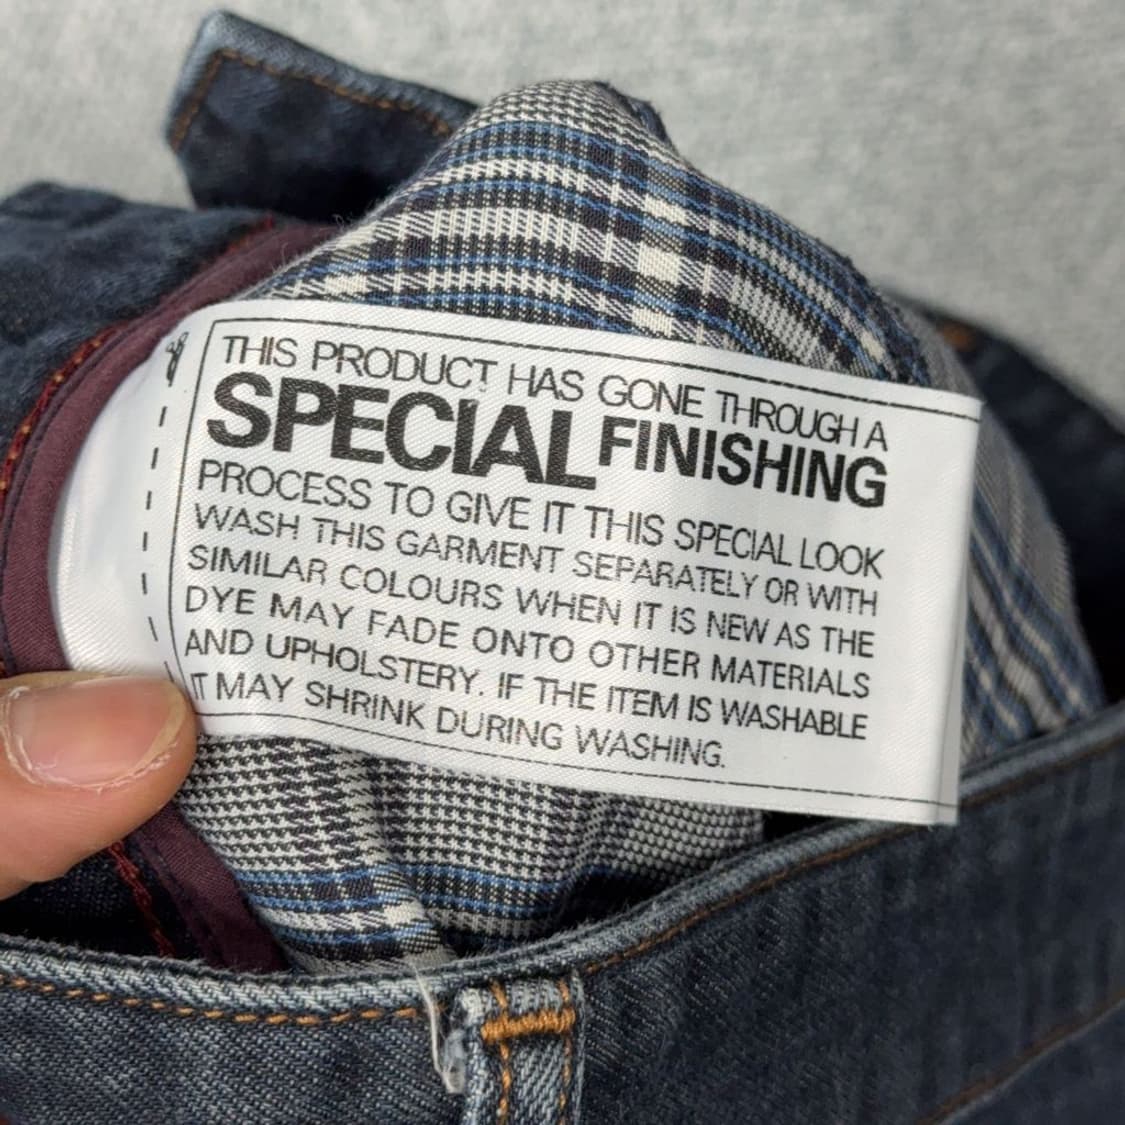 THIS PRODUCT HAS GONE THROUGH A
SPECIAL FINISHING
PROCESS TO GIVE IT THIS SPECIAL LOOK
WASH THIS GARMENT SEPARATELY OR WITH
SIMILAR COLOURS WHEN IT IS NEW AS THE
DYE MAY FADE ONTO OTHER MATERIALS
AND UPHOLSTERY. IF THE ITEM IS WASHABLE
IT MAY SHRINK DURING WASHING.